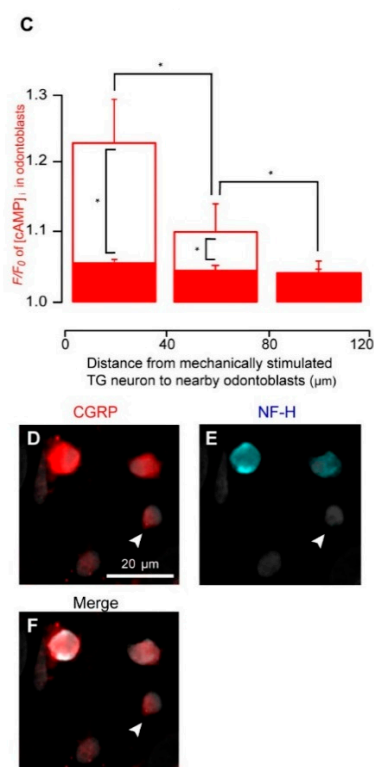 C
F/F0 of [cAMP]i in odontoblasts
1.3
1.2
1.1
1.0
*
*
*
*
0
40
80
120
Distance from mechanically stimulated
TG neuron to nearby odontoblasts (μm)
CGRP
NF-H
D
E
20 μm
Merge
F